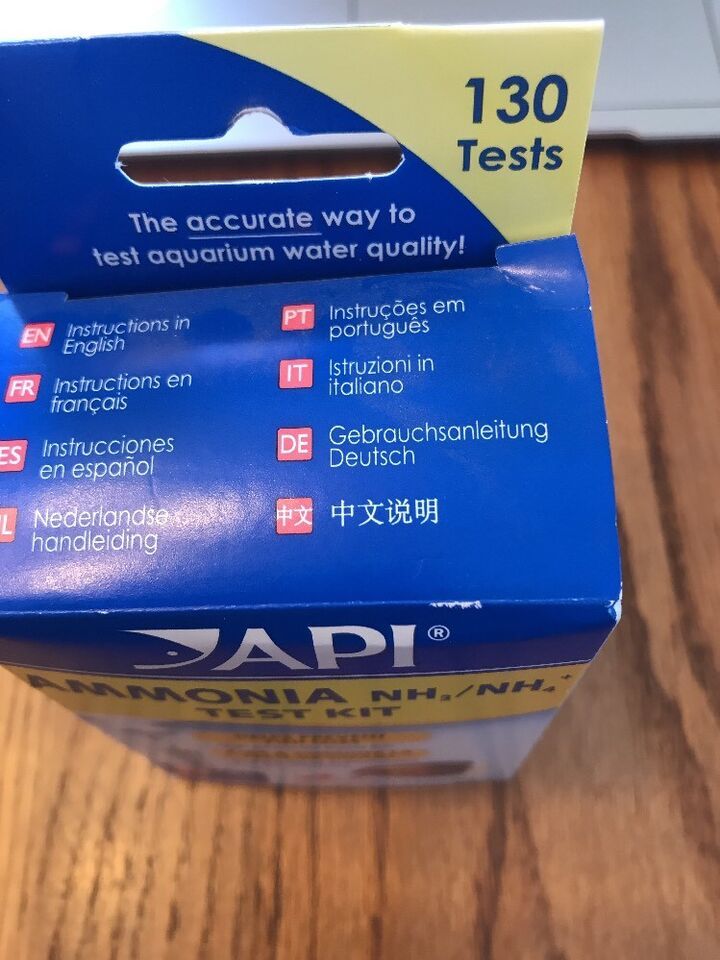 130
Tests
The accurate way to
test aquarium water quality!
EN Instructions in
English
FR Instructions en
français
ES Instrucciones
en español
NL Nederlandse
handleiding
PT Instruções em
português
IT Istruzioni in
italiano
DE Gebrauchsanleitung
Deutsch
中文 中文说明
API®
AMMONIA NH₃/NH₄⁺
TEST KIT